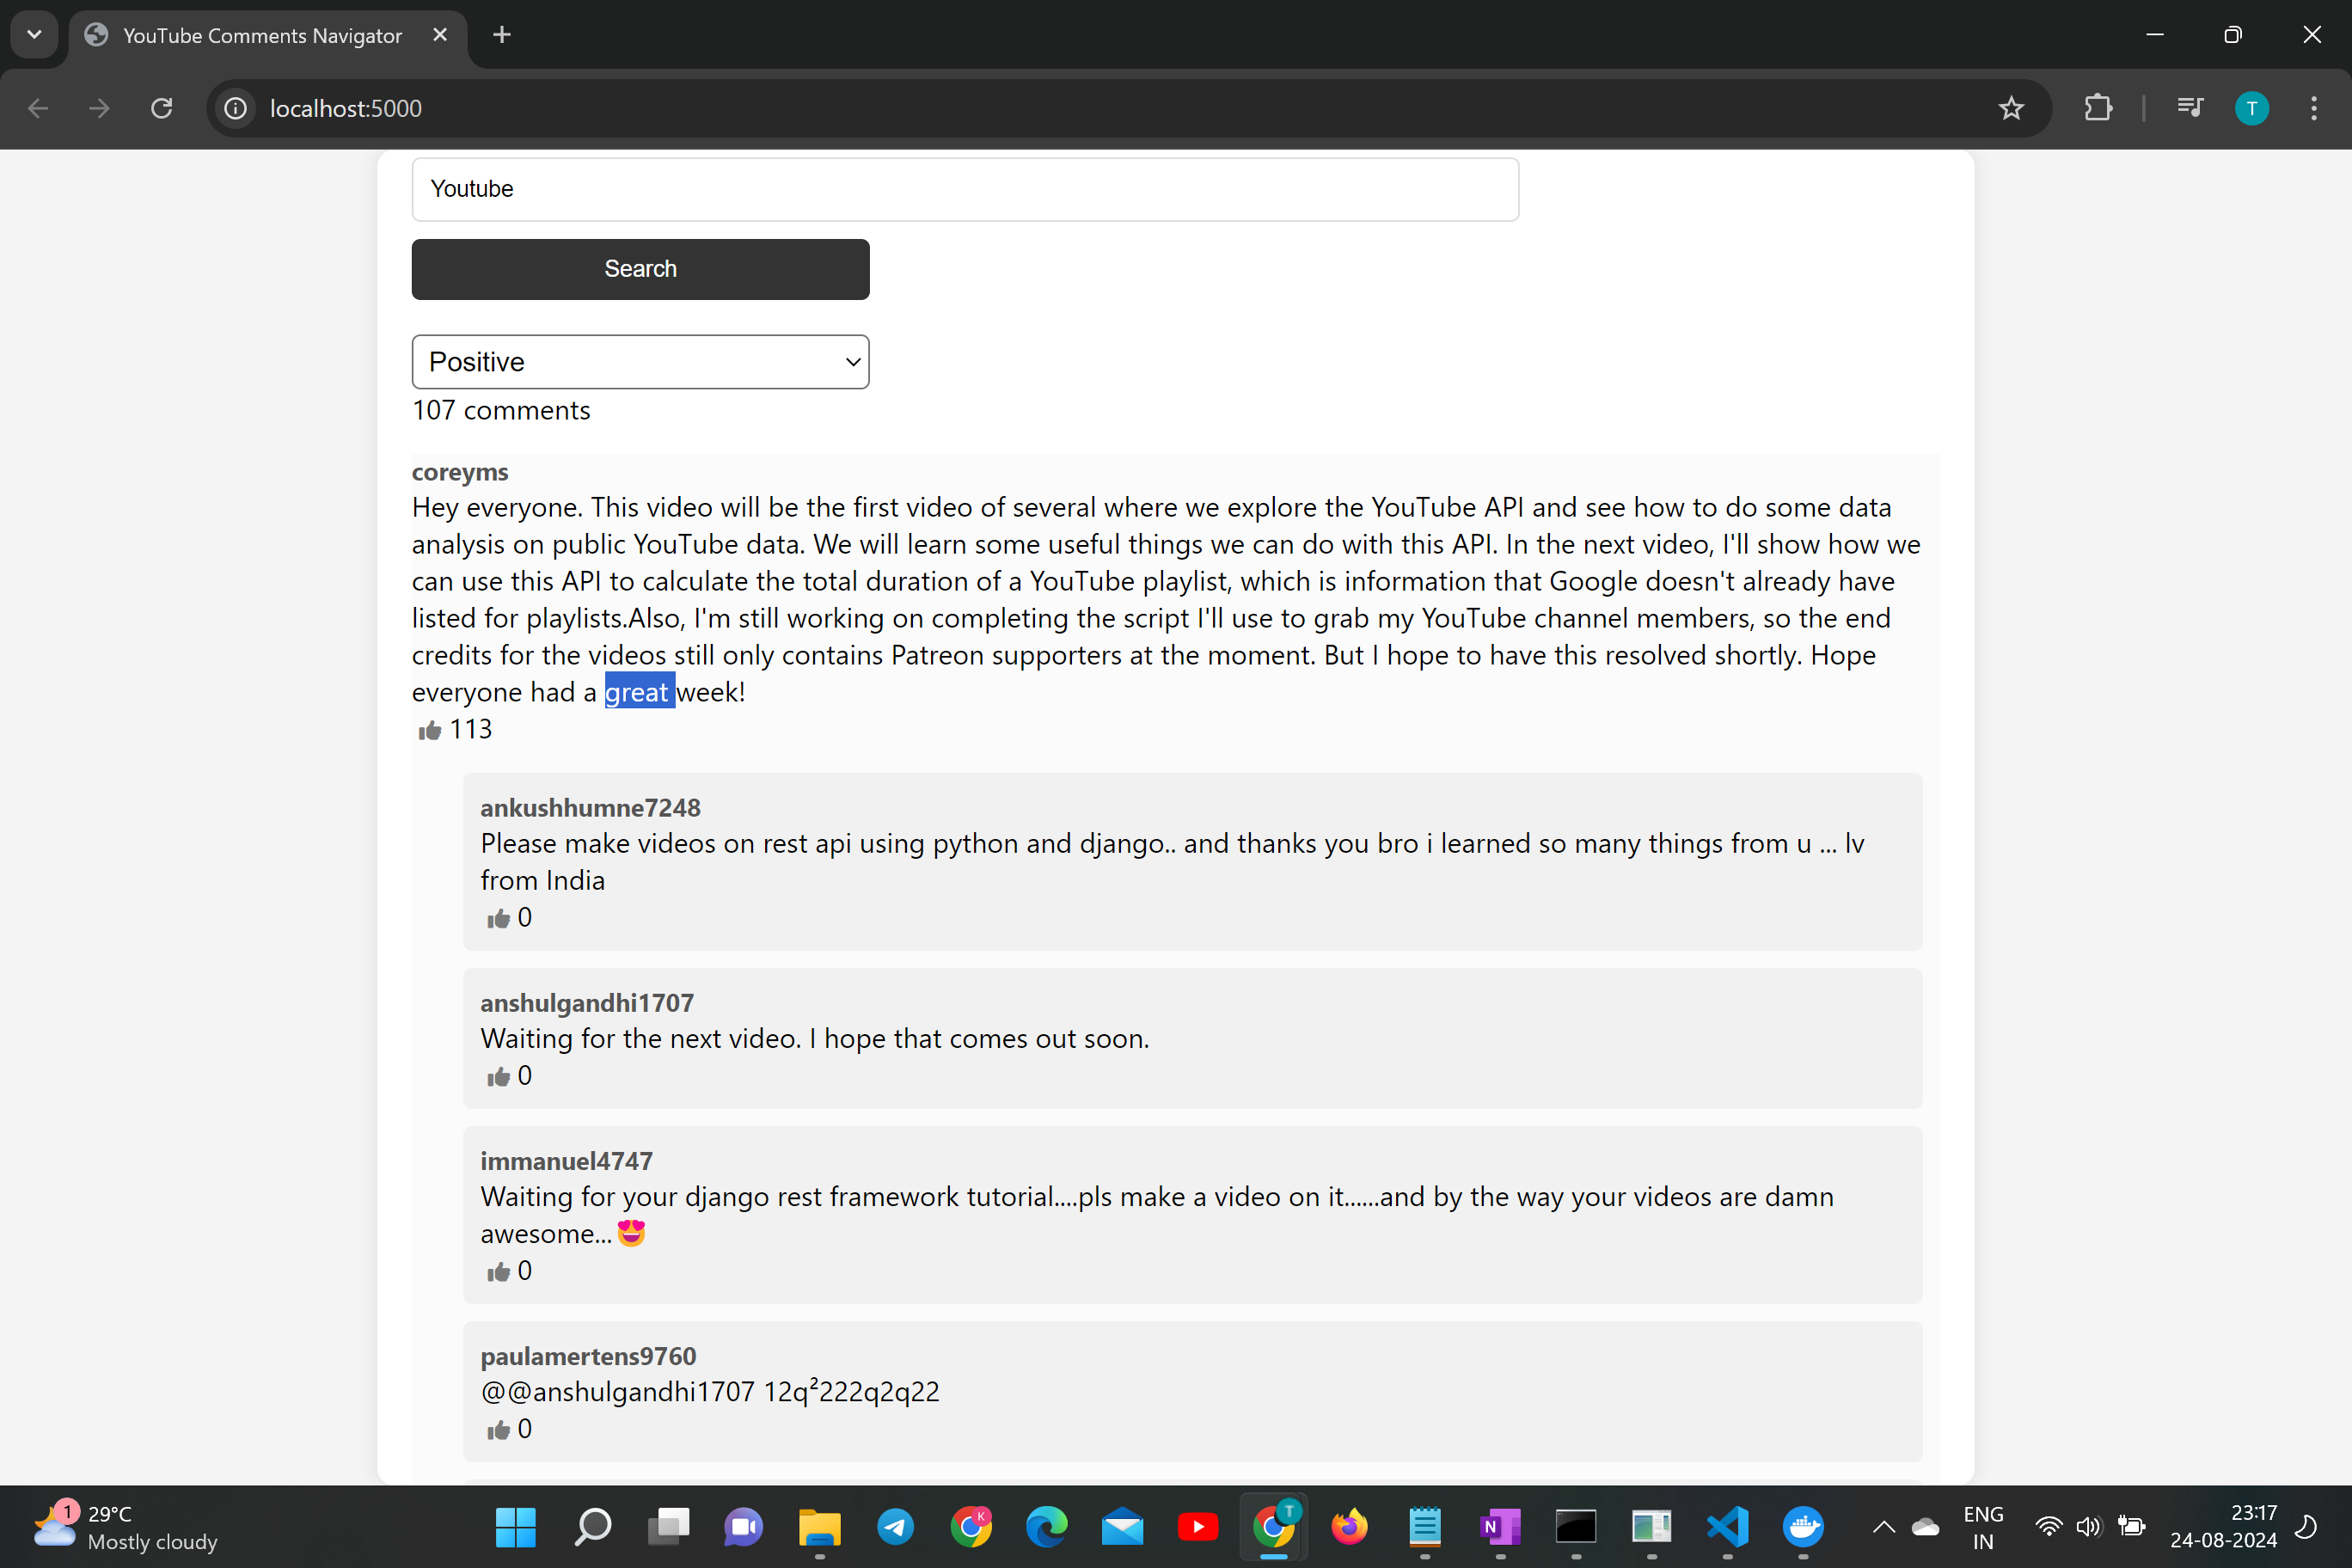 YouTube Comments Navigator
localhost:5000
T
Youtube
Search
Positive
107 comments
coreyms
Hey everyone. This video will be the first video of several where we explore the YouTube API and see how to do some data
analysis on public YouTube data. We will learn some useful things we can do with this API. In the next video, I'll show how we
can use this API to calculate the total duration of a YouTube playlist, which is information that Google doesn't already have
listed for playlists.Also, I'm still working on completing the script I'll use to grab my YouTube channel members, so the end
credits for the videos still only contains Patreon supporters at the moment. But I hope to have this resolved shortly. Hope
everyone had a great week!
113
ankushhumne7248
Please make videos on rest api using python and django.. and thanks you bro i learned so many things from u ... lv
from India
0
anshulgandhi1707
Waiting for the next video. I hope that comes out soon.
0
immanuel4747
Waiting for your django rest framework tutorial....pls make a video on it......and by the way your videos are damn
awesome...😍
0
paulamertens9760
@@anshulgandhi1707 12q²222q2q22
0
1
29°C
Mostly cloudy
K
T
N
ENG
IN
23:17
24-08-2024